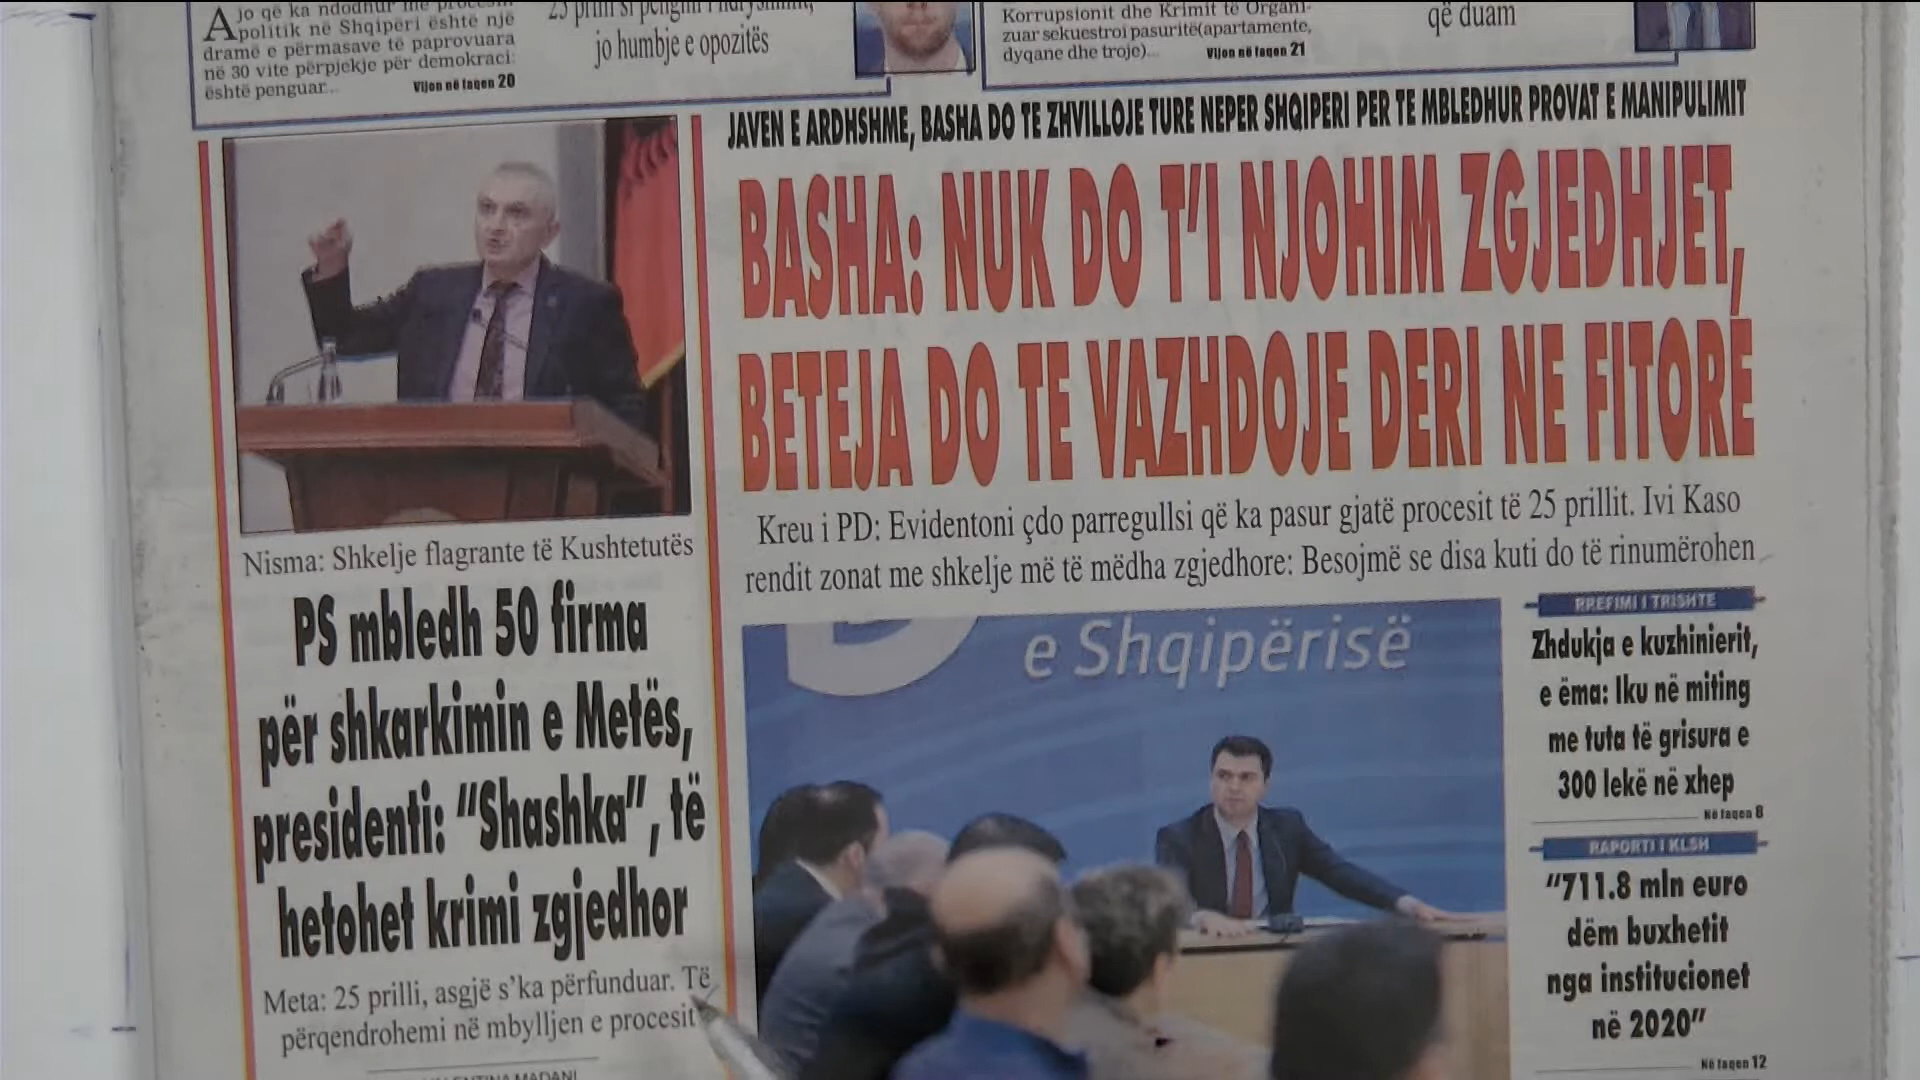 Ajo që ka ndodhur me procesin
politik në Shqipëri është një
dramë e përmasave të paprovuara
në 30 vite përpjekje për demokraci:
është penguar...
Vijon në faqen 20
jo humbje e opozitës
Korrupsionit dhe Krimit të Organi-
zuar sekuestroi pasuritë(apartamente,
dyqane dhe troje)...
Vijon në faqen 21
që duam
JAVEN E ARDHSHME, BASHA DO TE ZHVILLOJE TURE NEPER SHQIPERI PER TE MBLEDHUR PROVAT E MANIPULIMIT
BASHA: NUK DO T'I NJOHIM ZGJEDHJET,
BETEJA DO TE VAZHDOJE DERI NE FITORE
Kreu i PD: Evidentoni çdo parregullsi që ka pasur gjatë procesit të 25 prillit. Ivi Kaso
rendit zonat me shkelje më të mëdha zgjedhore: Besojmë se disa kuti do të rinumërohen
Nisma: Shkelje flagrante të Kushtetutës
PS mbledh 50 firma
për shkarkimin e Metës,
presidenti: "Shashka", të
hetohet krimi zgjedhor
Meta: 25 prilli, asgjë s'ka përfunduar. Të
përqendrohemi në mbylljen e procesit
e Shqipërisë
RREFIMI I TRISHTE
Zhdukja e kuzhinierit,
e ëma: Iku në miting
me tuta të grisura e
300 lekë në xhep
Në faqen 8
RAPORTI I KLSH
"711.8 mln euro
dëm buxhetit
nga institucionet
në 2020"
Në faqen 12